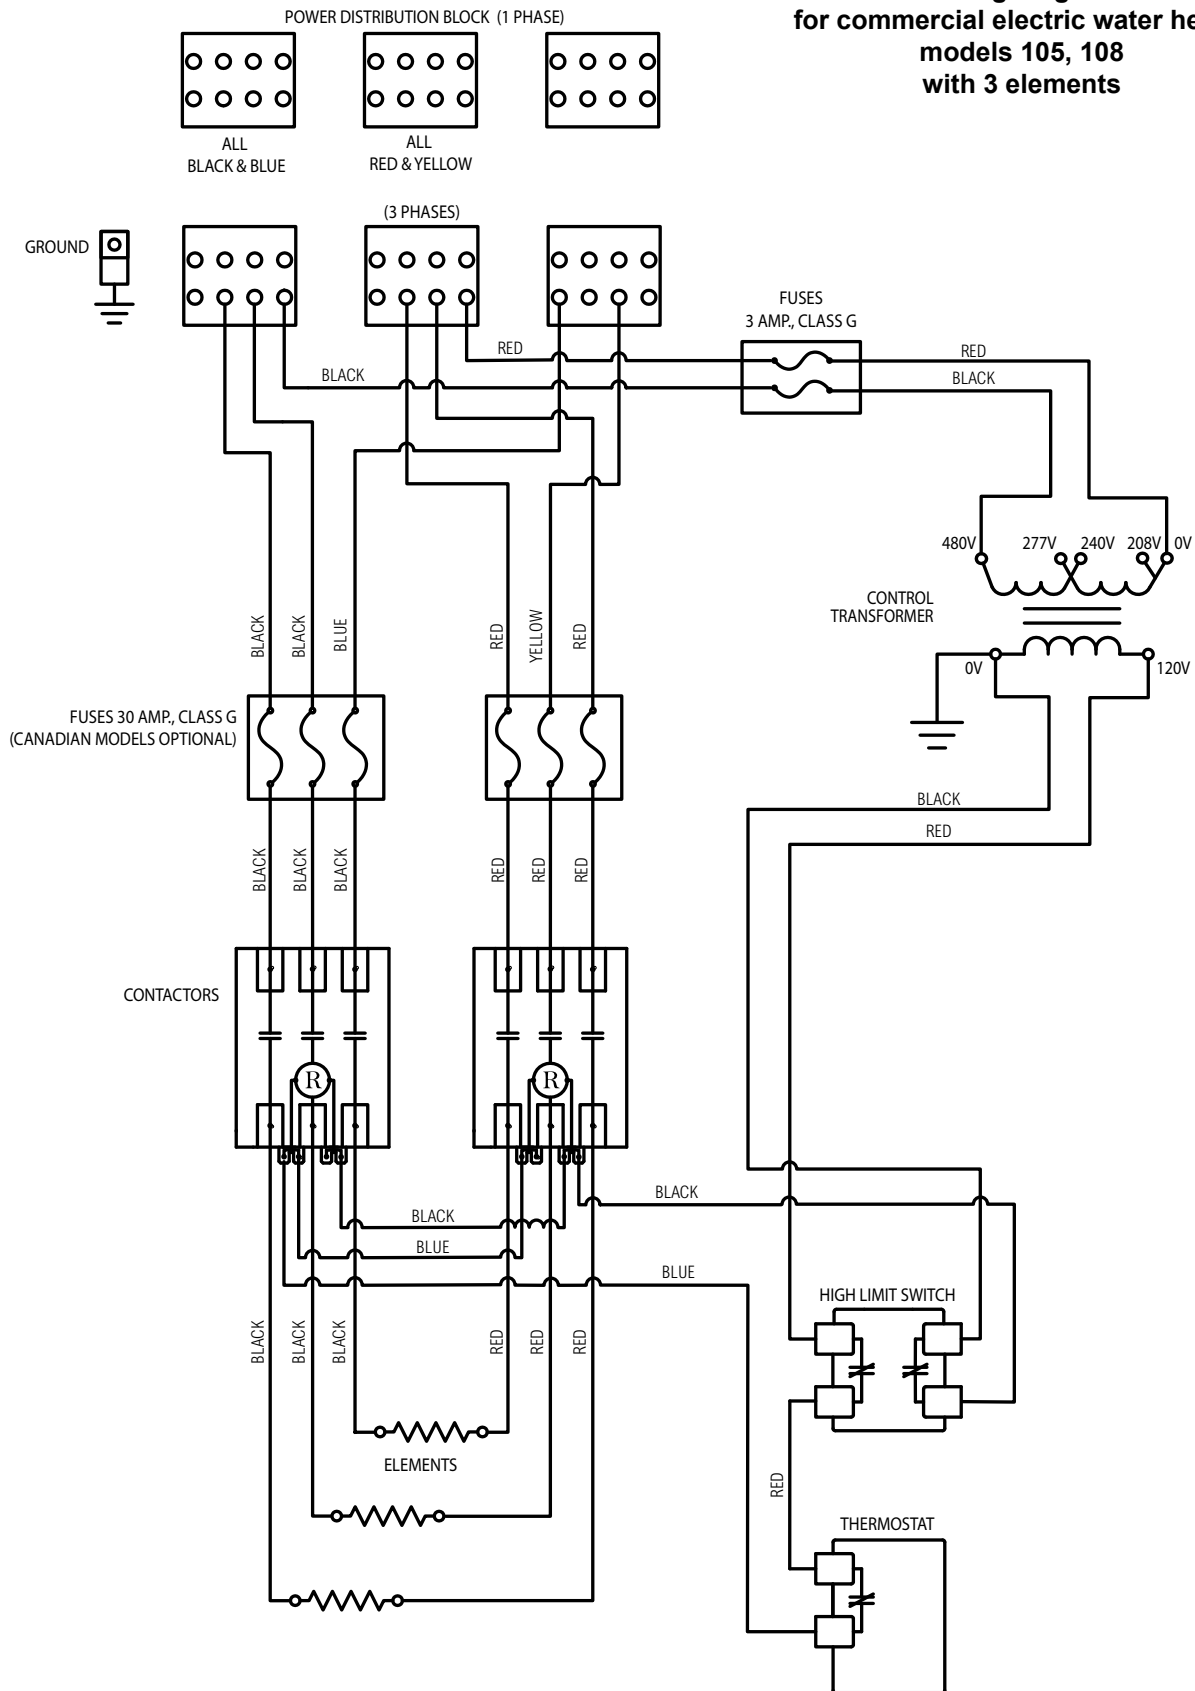 for commercial electric water
models 105, 108
with 3 elements
POWER DISTRIBUTION BLOCK (1 PHASE)
ALL
BLACK & BLUE
ALL
RED & YELLOW
(3 PHASES)
GROUND
FUSES
3 AMP., CLASS G
RED
RED
BLACK
BLACK
480V
277V
240V
208V
0V
CONTROL
TRANSFORMER
0V
120V
BLACK
BLACK
BLUE
RED
YELLOW
RED
FUSES 30 AMP., CLASS G
(CANADIAN MODELS OPTIONAL)
BLACK
RED
BLACK
BLACK
BLACK
RED
RED
RED
CONTACTORS
R
R
BLACK
BLACK
BLUE
BLUE
HIGH LIMIT SWITCH
BLACK
BLACK
BLACK
RED
RED
RED
ELEMENTS
RED
THERMOSTAT